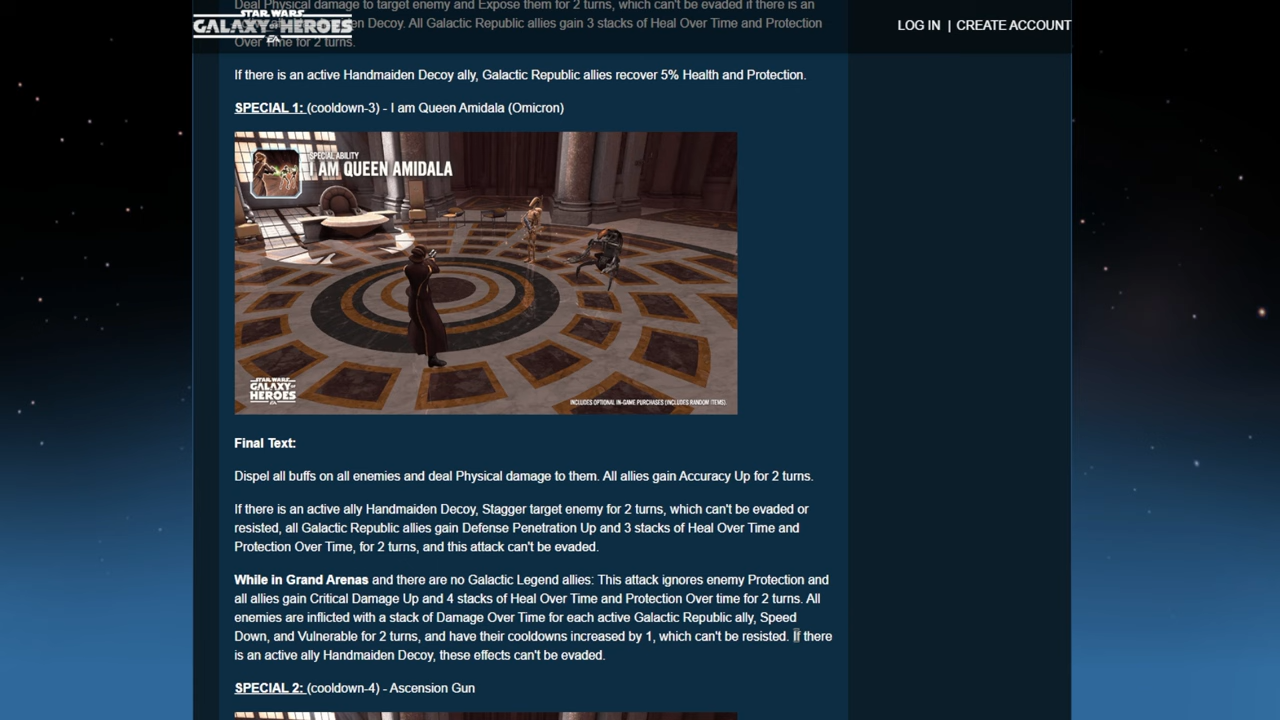 Deal Physical damage to target enemy and Expose them for 2 turns, which can't be evaded if there is an
STAR WARS
GALAXY OF HEROES
EA
LOG IN | CREATE ACCOUNT
en Decoy. All Galactic Republic allies gain 3 stacks of Heal Over Time and Protection
Over Time for 2 turns.
If there is an active Handmaiden Decoy ally, Galactic Republic allies recover 5% Health and Protection.
SPECIAL 1: (cooldown-3) - I am Queen Amidala (Omicron)
SPECIAL ABILITY
I AM QUEEN AMIDALA
STAR WARS
GALAXY OF
HEROES
EA
INCLUDES OPTIONAL IN-GAME PURCHASES (INCLUDES RANDOM ITEMS)
Final Text:
Dispel all buffs on all enemies and deal Physical damage to them. All allies gain Accuracy Up for 2 turns.
If there is an active ally Handmaiden Decoy, Stagger target enemy for 2 turns, which can't be evaded or
resisted, all Galactic Republic allies gain Defense Penetration Up and 3 stacks of Heal Over Time and
Protection Over Time, for 2 turns, and this attack can't be evaded.
While in Grand Arenas and there are no Galactic Legend allies: This attack ignores enemy Protection and
all allies gain Critical Damage Up and 4 stacks of Heal Over Time and Protection Over time for 2 turns. All
enemies are inflicted with a stack of Damage Over Time for each active Galactic Republic ally, Speed
Down, and Vulnerable for 2 turns, and have their cooldowns increased by 1, which can't be resisted. If there
is an active ally Handmaiden Decoy, these effects can't be evaded.
SPECIAL 2: (cooldown-4) - Ascension Gun